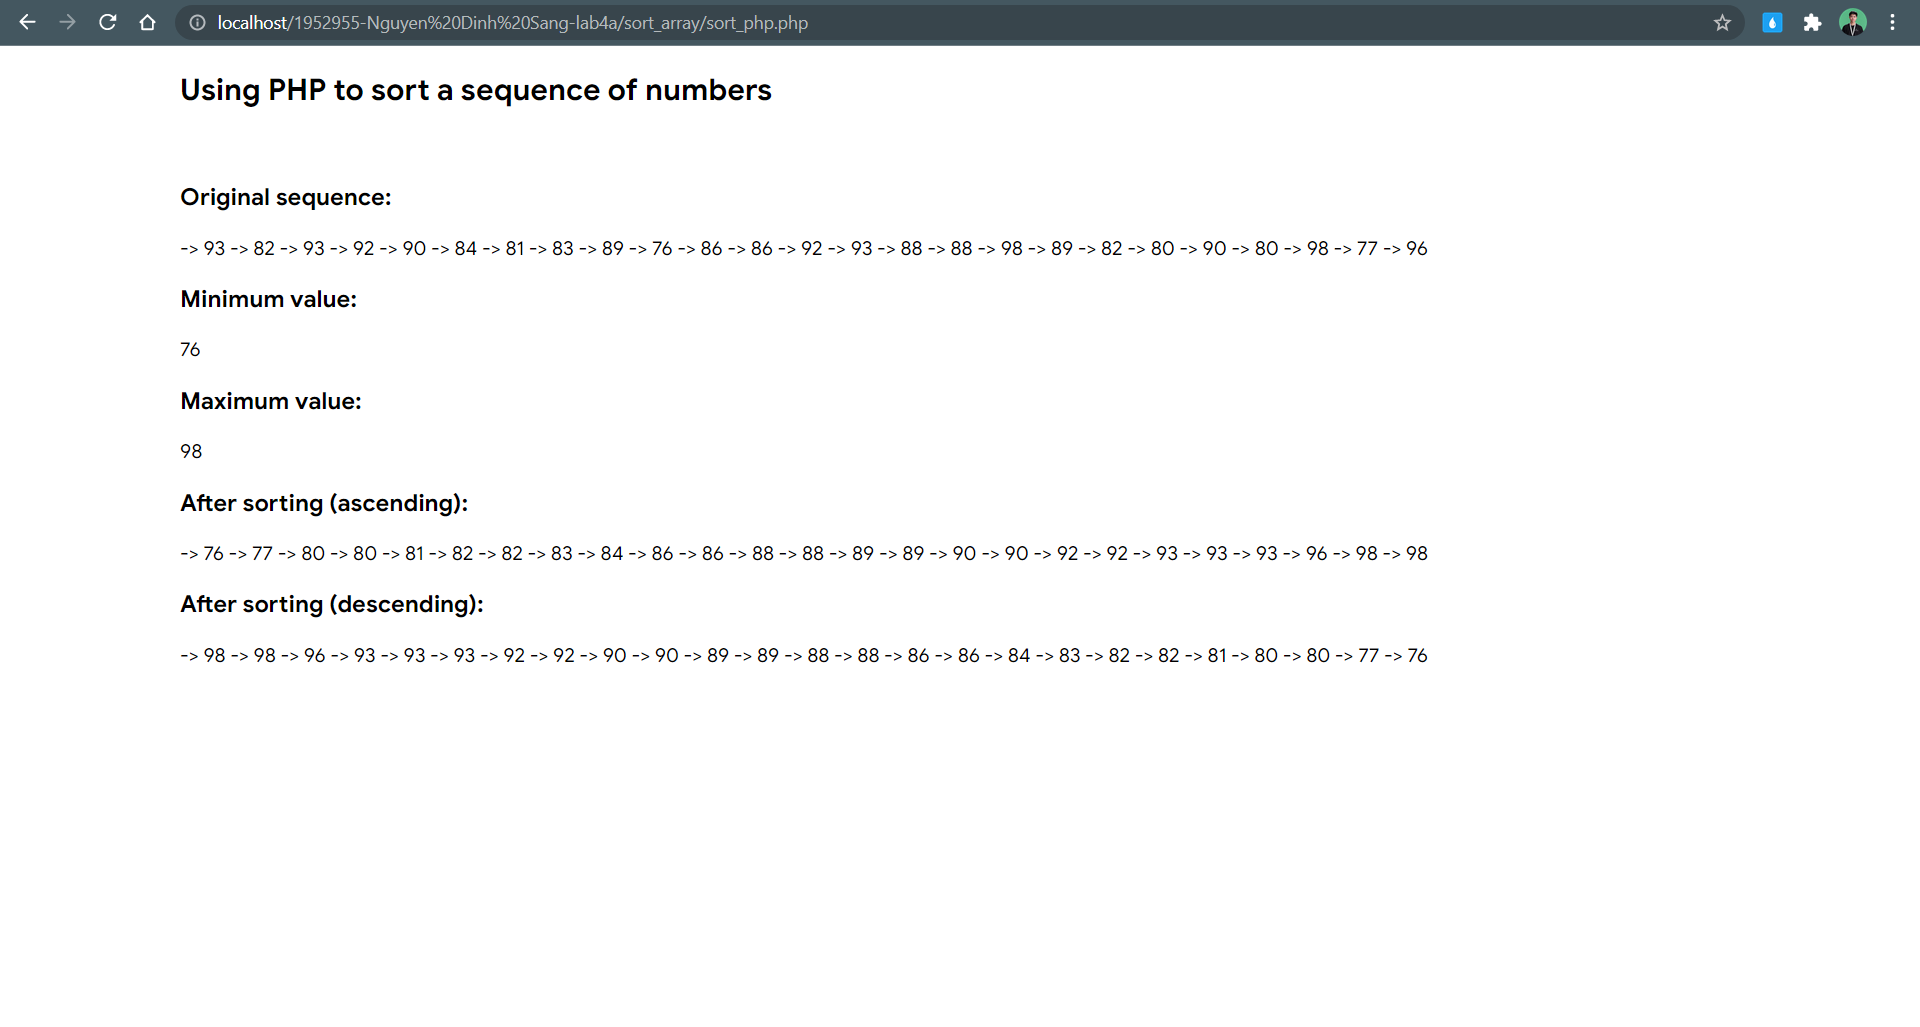 localhost/1952955-Nguyen%20Dinh%20Sang-lab4a/sort_array/sort_php.php
Using PHP to sort a sequence of numbers
Original sequence:
-> 93 -> 82 -> 93 -> 92 -> 90 -> 84 -> 81 -> 83 -> 89 -> 76 -> 86 -> 86 -> 92 -> 93 -> 88 -> 88 -> 98 -> 89 -> 82 -> 80 -> 90 -> 80 -> 98 -> 77 -> 96
Minimum value:
76
Maximum value:
98
After sorting (ascending):
-> 76 -> 77 -> 80 -> 80 -> 81 -> 82 -> 82 -> 83 -> 84 -> 86 -> 86 -> 88 -> 88 -> 89 -> 89 -> 90 -> 90 -> 92 -> 92 -> 93 -> 93 -> 93 -> 96 -> 98 -> 98
After sorting (descending):
-> 98 -> 98 -> 96 -> 93 -> 93 -> 93 -> 92 -> 92 -> 90 -> 90 -> 89 -> 89 -> 88 -> 88 -> 86 -> 86 -> 84 -> 83 -> 82 -> 82 -> 81 -> 80 -> 80 -> 77 -> 76